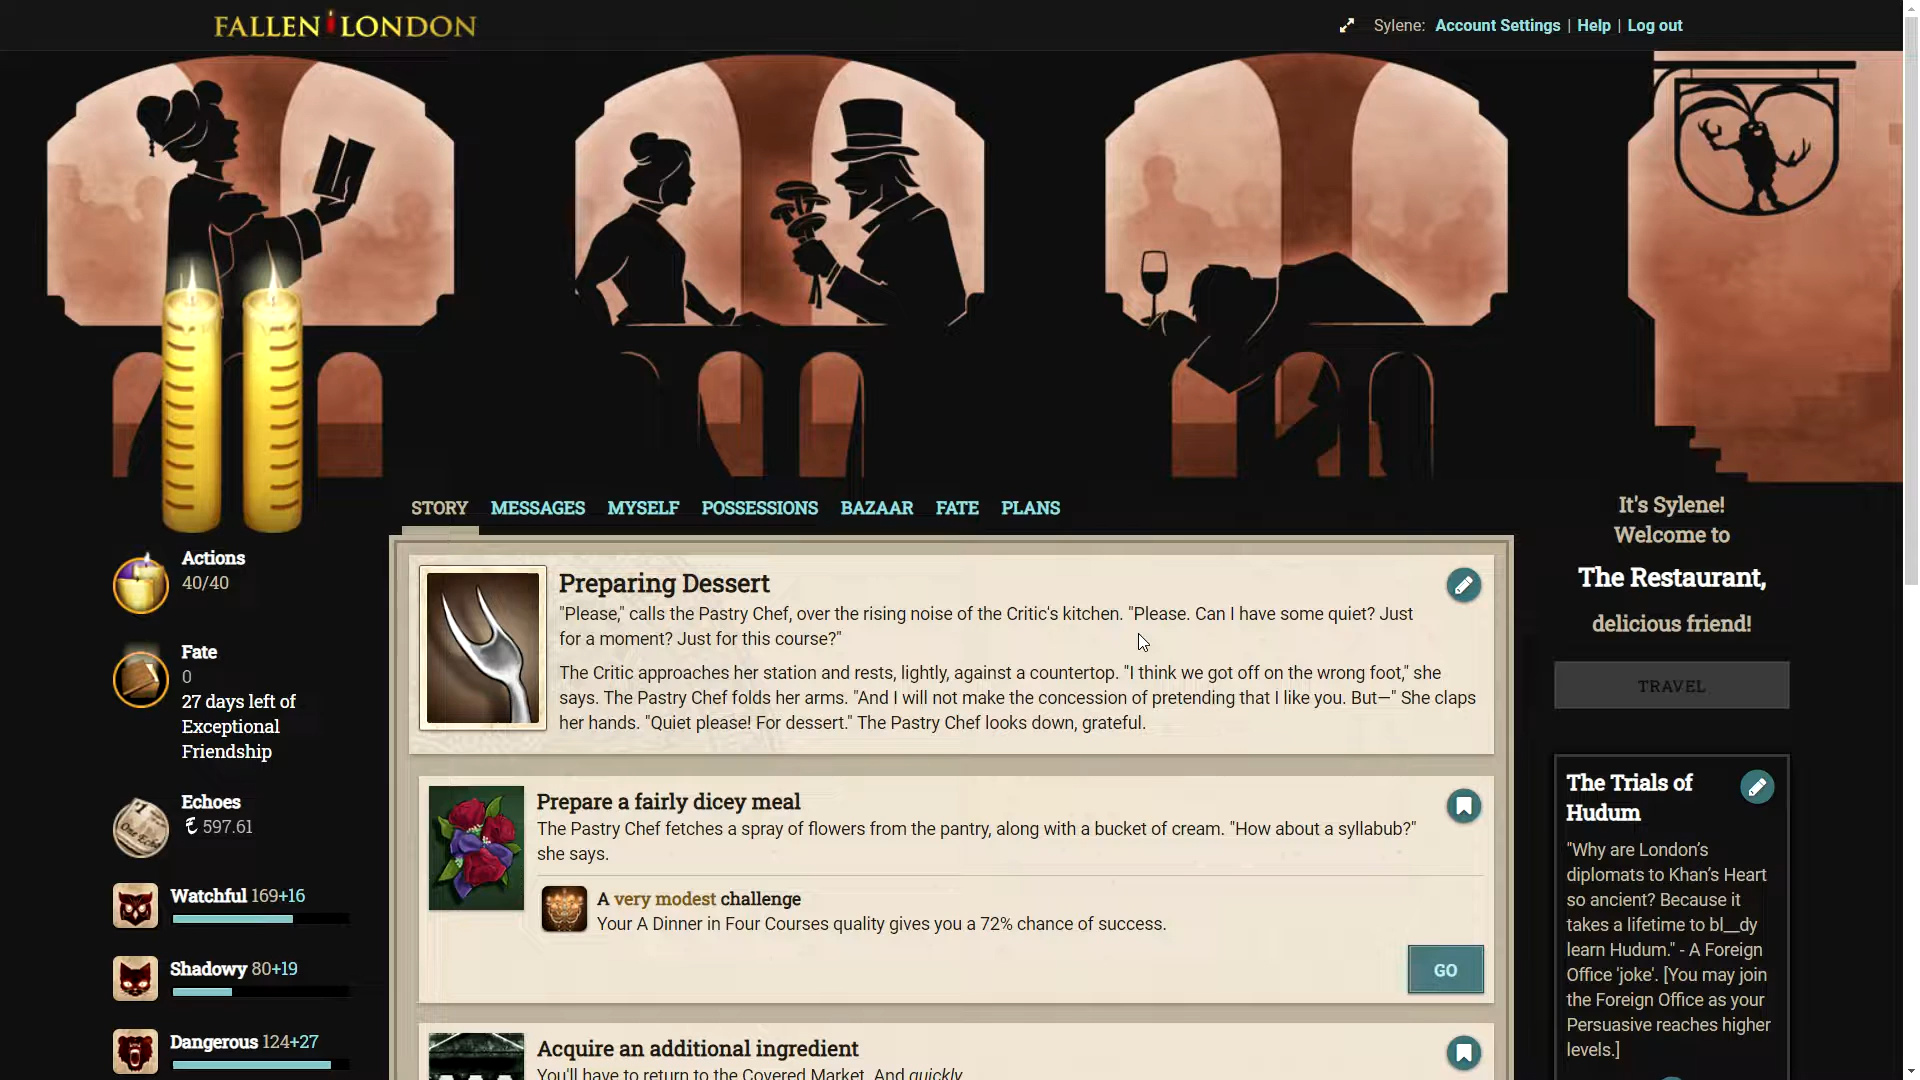 FALLEN LONDON
Sylene: Account Settings | Help | Log out
STORY MESSAGES MYSELF POSSESSIONS BAZAAR FATE PLANS
It's Sylene!
Welcome to
The Restaurant,
delicious friend!
TRAVEL
Actions
40/40
Fate
0
27 days left of
Exceptional
Friendship
Echoes
597.61
Watchful 169+16
Shadowy 80+19
Dangerous 124+27
Preparing Dessert
"Please," calls the Pastry Chef, over the rising noise of the Critic's kitchen. "Please. Can I have some quiet? Just
for a moment? Just for this course?"
The Critic approaches her station and rests, lightly, against a countertop. "I think we got off on the wrong foot," she
says. The Pastry Chef folds her arms. "And I will not make the concession of pretending that I like you. But—" She claps
her hands. "Quiet please! For dessert." The Pastry Chef looks down, grateful.
Prepare a fairly dicey meal
The Pastry Chef fetches a spray of flowers from the pantry, along with a bucket of cream. "How about a syllabub?"
she says.
A very modest challenge
Your A Dinner in Four Courses quality gives you a 72% chance of success.
GO
Acquire an additional ingredient
You'll have to return to the Covered Market. And quickly.
The Trials of
Hudum
"Why are London's
diplomats to Khan's Heart
so ancient? Because it
takes a lifetime to bl__dy
learn Hudum." - A Foreign
Office 'joke'. [You may join
the Foreign Office as your
Persuasive reaches higher
levels.]